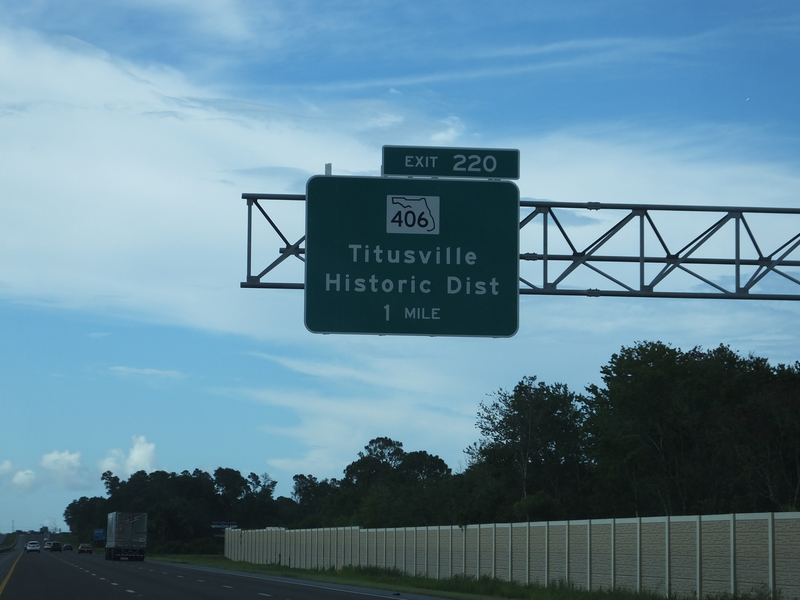 EXIT 220
406
Titusville
Historic Dist
1 MILE